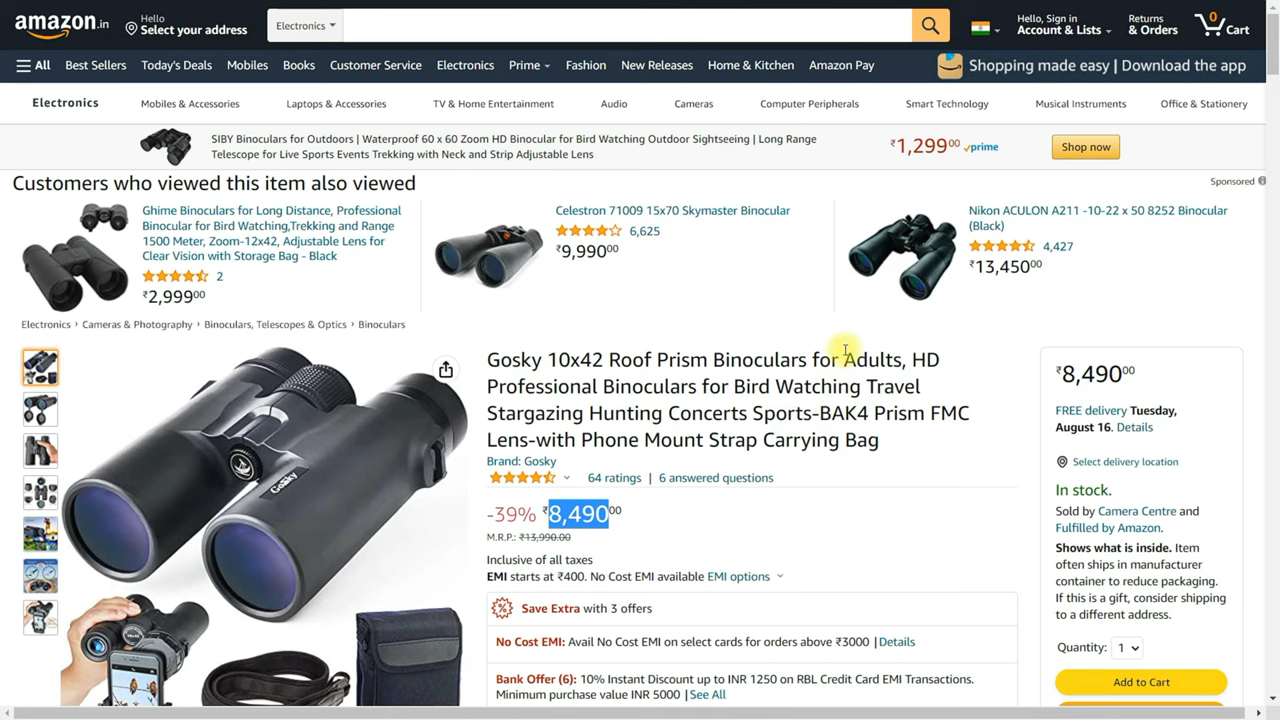 amazon.in
Hello
Select your address
Electronics
Hello, Sign in
Account & Lists
Returns
& Orders
0
Cart
All
Best Sellers
Today's Deals
Mobiles
Books
Customer Service
Electronics
Prime
Fashion
New Releases
Home & Kitchen
Amazon Pay
Shopping made easy | Download the app
Electronics
Mobiles & Accessories
Laptops & Accessories
TV & Home Entertainment
Audio
Cameras
Computer Peripherals
Smart Technology
Musical Instruments
Office & Stationery
SIBY Binoculars for Outdoors | Waterproof 60 x 60 Zoom HD Binocular for Bird Watching Outdoor Sightseeing | Long Range
Telescope for Live Sports Events Trekking with Neck and Strip Adjustable Lens
₹1,299.00 prime
Shop now
Customers who viewed this item also viewed
Sponsored
Ghime Binoculars for Long Distance, Professional
Binocular for Bird Watching,Trekking and Range
1500 Meter, Zoom-12x42, Adjustable Lens for
Clear Vision with Storage Bag - Black
2
₹2,99900
Celestron 71009 15x70 Skymaster Binocular
6,625
₹9,99000
Nikon ACULON A211 -10-22 x 50 8252 Binocular
(Black)
4,427
₹13,45000
Electronics › Cameras & Photography › Binoculars, Telescopes & Optics › Binoculars
Gosky
Gosky 10x42 Roof Prism Binoculars for Adults, HD
Professional Binoculars for Bird Watching Travel
Stargazing Hunting Concerts Sports-BAK4 Prism FMC
Lens-with Phone Mount Strap Carrying Bag
Brand: Gosky
64 ratings | 6 answered questions
-39% ₹8,49000
M.R.P.: ₹13,990.00
Inclusive of all taxes
EMI starts at ₹400. No Cost EMI available EMI options
Save Extra with 3 offers
No Cost EMI: Avail No Cost EMI on select cards for orders above ₹3000 | Details
Bank Offer (6): 10% Instant Discount up to INR 1250 on RBL Credit Card EMI Transactions.
Minimum purchase value INR 5000 | See All
₹8,49000
FREE delivery Tuesday,
August 16. Details
Select delivery location
In stock.
Sold by Camera Centre and
Fulfilled by Amazon.
Shows what is inside. Item
often ships in manufacturer
container to reduce packaging.
If this is a gift, consider shipping
to a different address.
Quantity: 1
Add to Cart